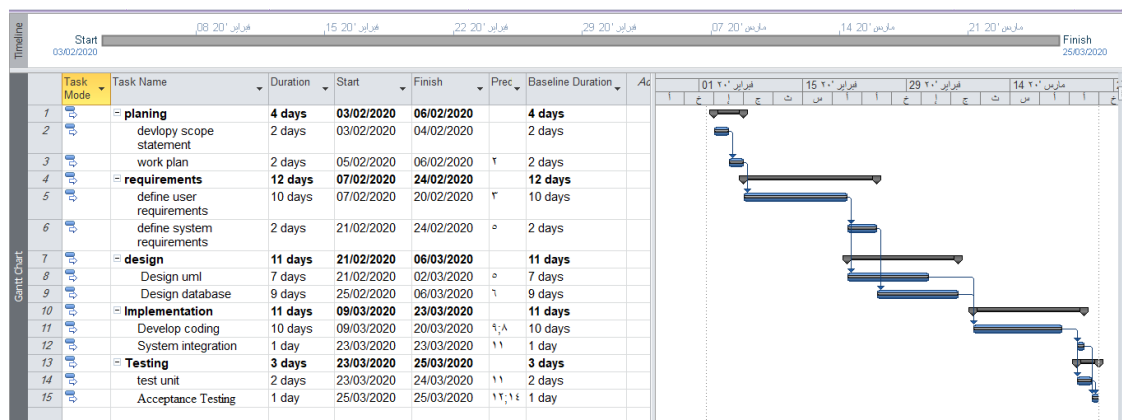 Timeline
فبراير '20 08 فبراير '20 15 فبراير '20 22 فبراير '20 29 مارس '20 07 مارس '20 14 مارس '20 21
Start Finish
03/02/2020 25/03/2020
Gantt Chart
Task Mode Task Name Duration Start Finish Prec Baseline Duration Ad
فبراير '٢٠ 01 فبراير '٢٠ 15 فبراير '٢٠ 29 مارس '٢٠ 14
أ خ إ ج ث س أ أ خ إ ج ث س أ أ خ
1 planing 4 days 03/02/2020 06/02/2020 4 days
2 devlopy scope statement 2 days 03/02/2020 04/02/2020 2 days
3 work plan 2 days 05/02/2020 06/02/2020 ٢ 2 days
4 requirements 12 days 07/02/2020 24/02/2020 12 days
5 define user requirements 10 days 07/02/2020 20/02/2020 ٣ 10 days
6 define system requirements 2 days 21/02/2020 24/02/2020 ٥ 2 days
7 design 11 days 21/02/2020 06/03/2020 11 days
8 Design uml 7 days 21/02/2020 02/03/2020 ٥ 7 days
9 Design database 9 days 25/02/2020 06/03/2020 ٦ 9 days
10 Implementation 11 days 09/03/2020 23/03/2020 11 days
11 Develop coding 10 days 09/03/2020 20/03/2020 ٩;٨ 10 days
12 System integration 1 day 23/03/2020 23/03/2020 ١١ 1 day
13 Testing 3 days 23/03/2020 25/03/2020 3 days
14 test unit 2 days 23/03/2020 24/03/2020 ١١ 2 days
15 Acceptance Testing 1 day 25/03/2020 25/03/2020 ١٢;١٤ 1 day